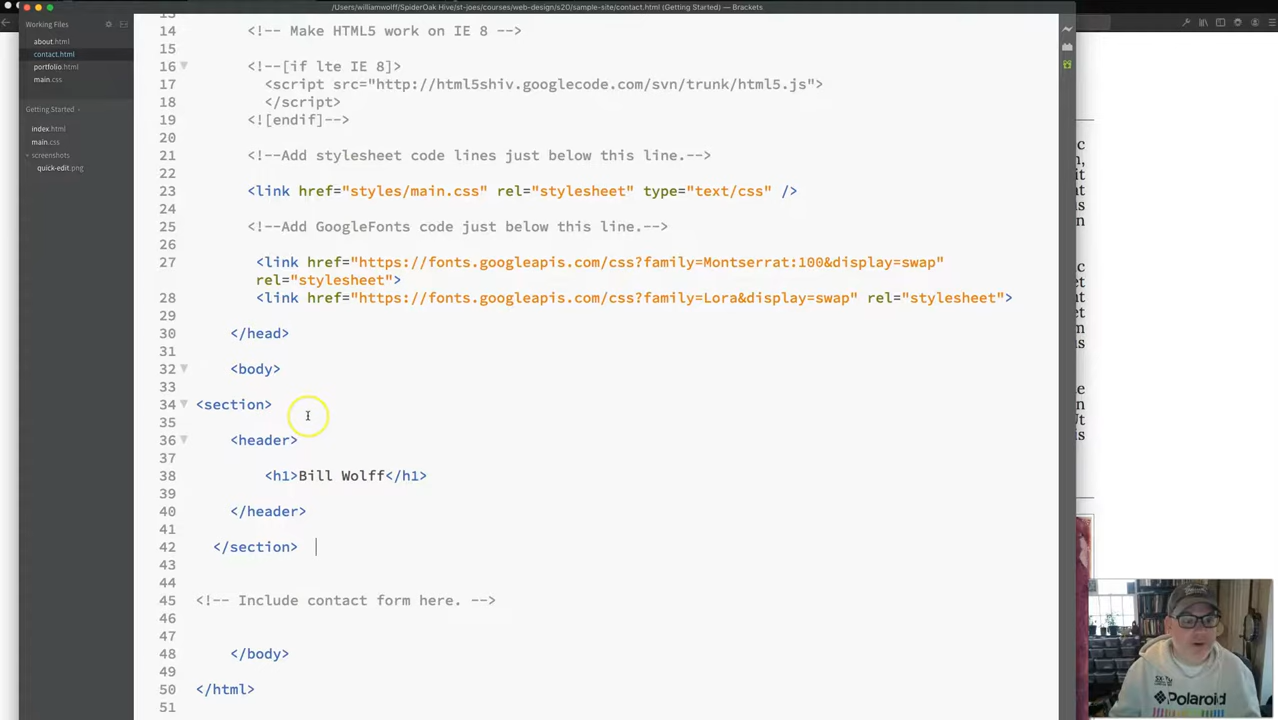 /Users/williamwolff/SpiderOak Hive/st-joes/courses/web-design/s20/sample-site/contact.html (Getting Started) — Brackets
Working Files
about.html
contact.html
portfolio.html
main.css
Getting Started
index.html
main.css
screenshots
quick-edit.png
13
14 <!-- Make HTML5 work on IE 8 -->
15
16 <!--[if lte IE 8]>
17 <script src="http://html5shiv.googlecode.com/svn/trunk/html5.js">
18 </script>
19 <![endif]-->
20
21 <!--Add stylesheet code lines just below this line.-->
22
23 <link href="styles/main.css" rel="stylesheet" type="text/css" />
24
25 <!--Add GoogleFonts code just below this line.-->
26
27 <link href="https://fonts.googleapis.com/css?family=Montserrat:100&display=swap"
rel="stylesheet">
28 <link href="https://fonts.googleapis.com/css?family=Lora&display=swap" rel="stylesheet">
29
30 </head>
31
32 <body>
33
34 <section>
35
36 <header>
37
38 <h1>Bill Wolff</h1>
39
40 </header>
41
42 </section>
43
44
45 <!-- Include contact form here. -->
46
47
48 </body>
49
50 </html>
51
Polaroid